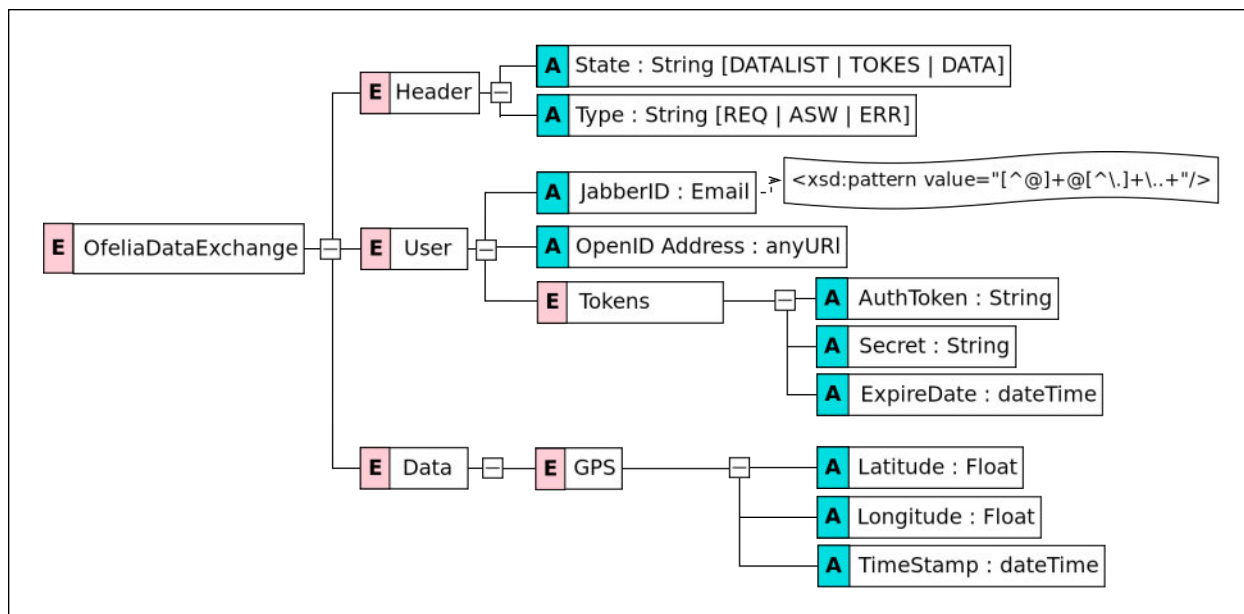 A State : String [DATALIST | TOKES | DATA]
E Header
A Type : String [REQ | ASW | ERR]
A JabberID : Email
<xsd:pattern value="[^@]+@[^\.]+\..+"/>
E OfeliaDataExchange
E User
A OpenID Address : anyURI
E Tokens
A AuthToken : String
A Secret : String
A ExpireDate : dateTime
E Data
E GPS
A Latitude : Float
A Longitude : Float
A TimeStamp : dateTime